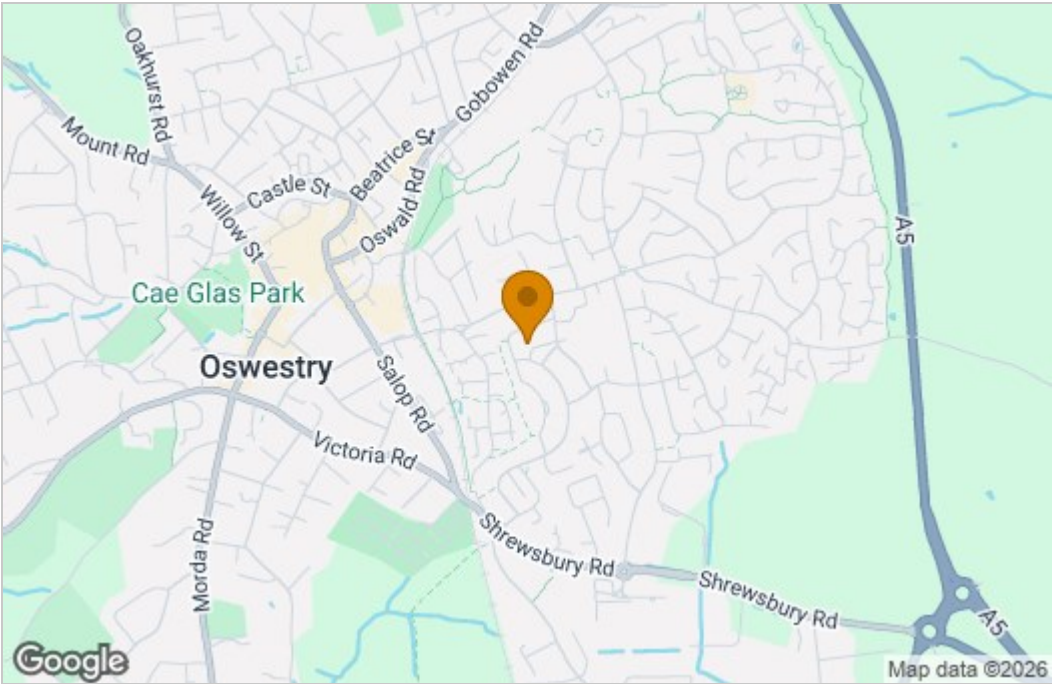 Oakhurst Rd
Gobowen Rd
Mount Rd
Beatrice St
Castle St
Willow St
Oswald Rd
A5
Cae Glas Park
Oswestry
Salop Rd
Victoria Rd
Morda Rd
Shrewsbury Rd
Shrewsbury Rd
A5
Google
Map data ©2026